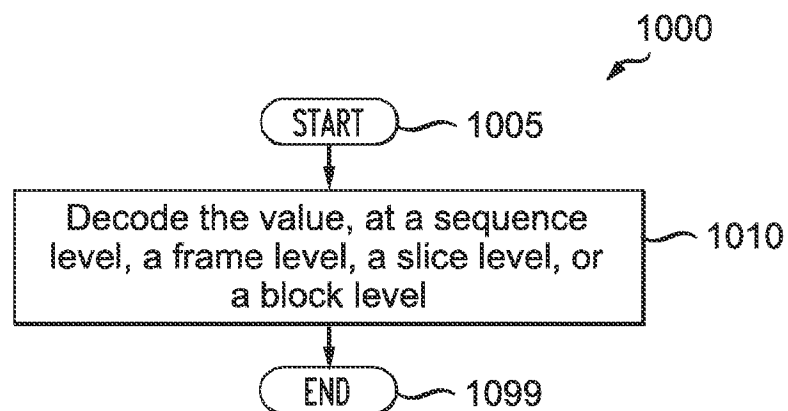 1000
START
1005
Decode the value, at a sequence
level, a frame level, a slice level, or
a block level
1010
END
1099